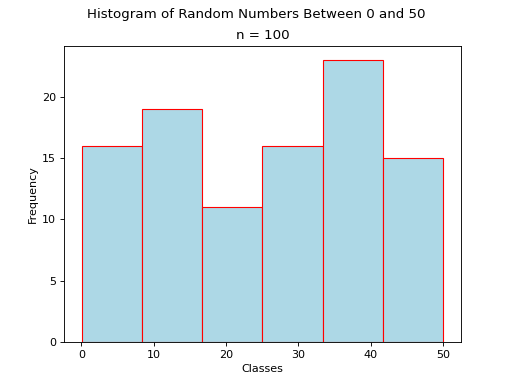 Histogram of Random Numbers Between 0 and 50
n = 100
20
15
10
5
0
Frequency
0 10 20 30 40 50
Classes